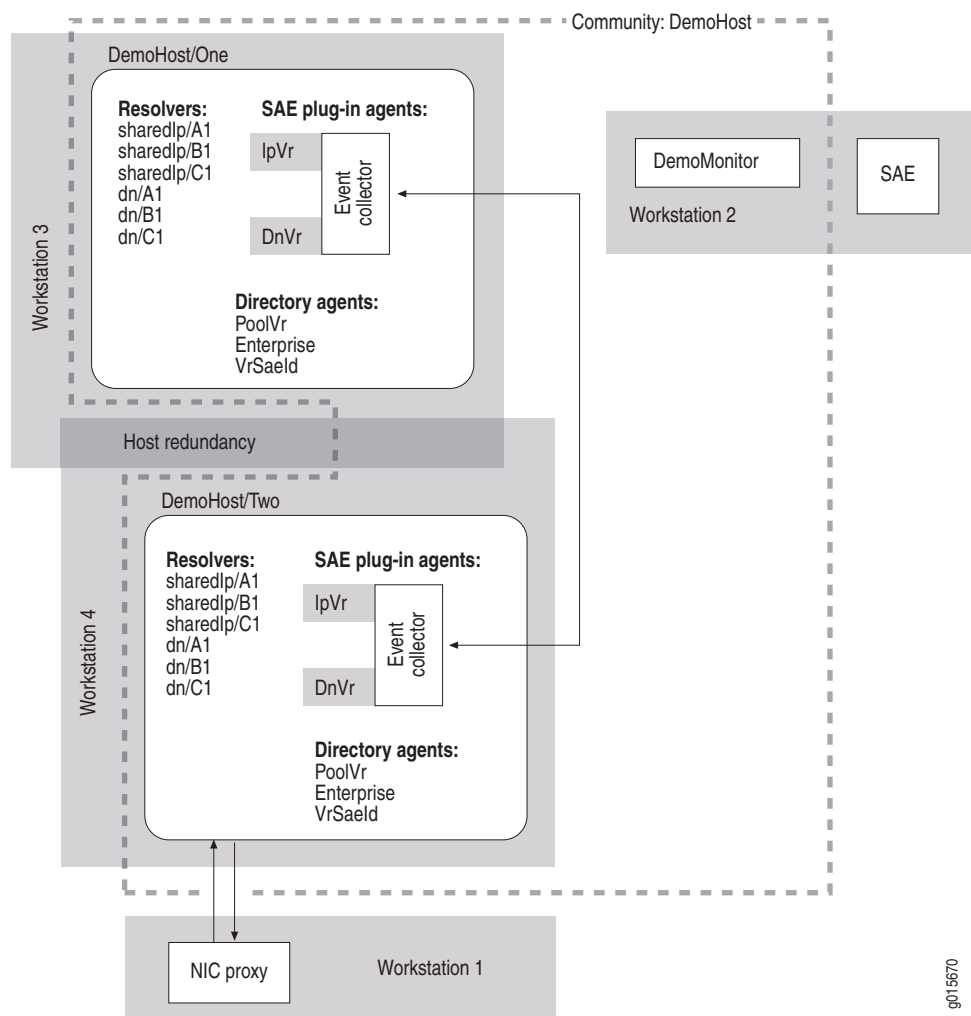 Community: DemoHost
DemoHost/One
Resolvers:
sharedIp/A1
sharedIp/B1
sharedIp/C1
dn/A1
dn/B1
dn/C1
SAE plug-in agents:
IpVr
DnVr
Event
collector
Directory agents:
PoolVr
Enterprise
VrSaeId
Workstation 3
DemoMonitor
Workstation 2
SAE
Host redundancy
DemoHost/Two
Resolvers:
sharedIp/A1
sharedIp/B1
sharedIp/C1
dn/A1
dn/B1
dn/C1
SAE plug-in agents:
IpVr
DnVr
Event
collector
Directory agents:
PoolVr
Enterprise
VrSaeId
Workstation 4
NIC proxy
Workstation 1
g015670